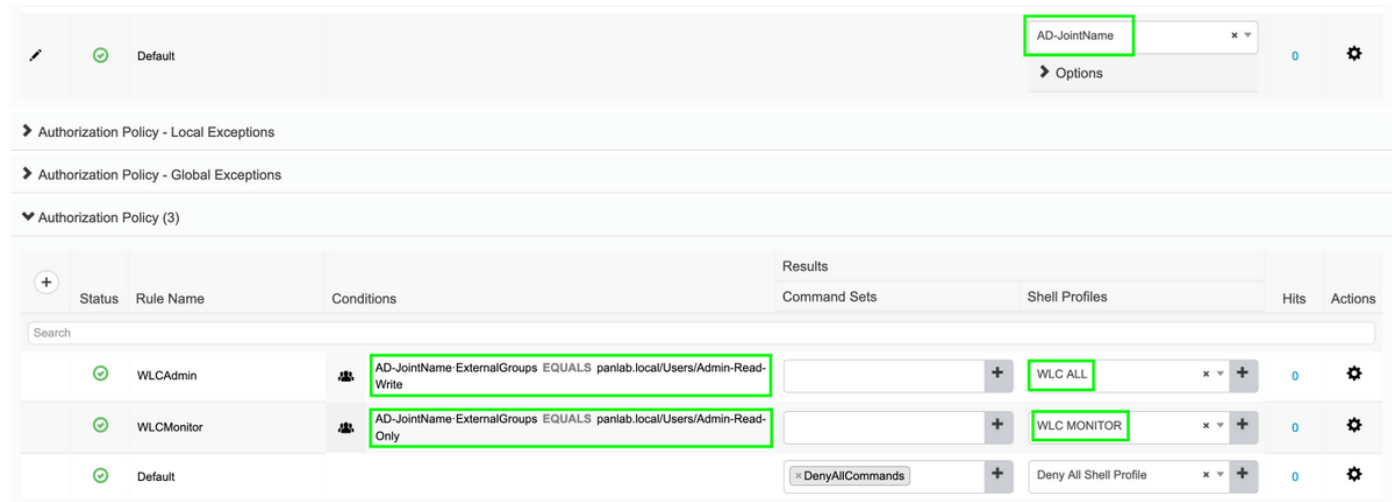 Default
AD-JointName
Options
0
Authorization Policy - Local Exceptions
Authorization Policy - Global Exceptions
Authorization Policy (3)
Results
Status Rule Name Conditions Command Sets Shell Profiles Hits Actions
Search
WLCAdmin
AD-JointName·ExternalGroups EQUALS panlab.local/Users/Admin-Read-
Write
WLC ALL
0
WLCMonitor
AD-JointName·ExternalGroups EQUALS panlab.local/Users/Admin-Read-
Only
WLC MONITOR
0
Default
DenyAllCommands
Deny All Shell Profile
0